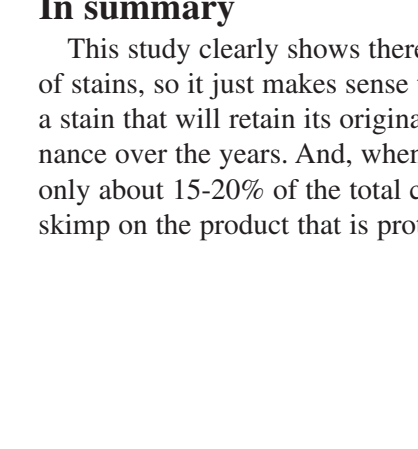 In summary
This study clearly shows there
of stains, so it just makes sense
a stain that will retain its origina
nance over the years. And, when
only about 15-20% of the total c
skimp on the product that is pro